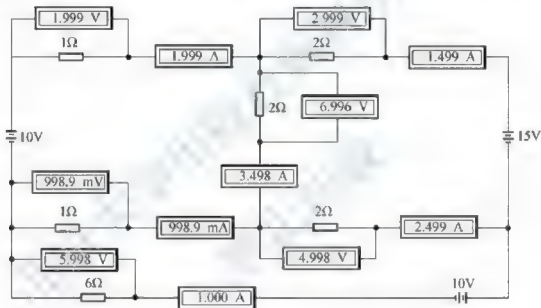 1.999 V
2.999 V
1Ω
1.999 A
2Ω
1.499 A
2Ω
6.996 V
10V
15V
998.9 mV
3.498 A
1Ω
998.9 mA
2Ω
2.499 A
5.998 V
4.998 V
6Ω
1.000 A
10V